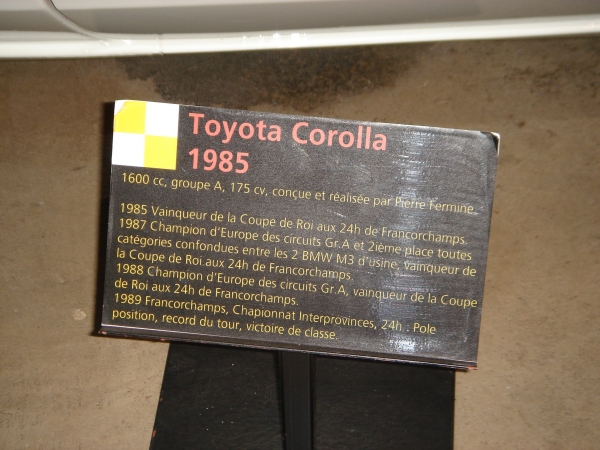 Toyota Corolla
1985
1600 cc, groupe A, 175 cv, conçue et réalisée par Pierre Fermine.
1985 Vainqueur de la Coupe de Roi aux 24h de Francorchamps.
1987 Champion d'Europe des circuits Gr.A et 2ième place toutes
catégories confondues entre les 2 BMW M3 d'usine, vainqueur de
la Coupe de Roi aux 24h de Francorchamps.
1988 Champion d'Europe des circuits Gr.A, vainqueur de la Coupe
de Roi aux 24h de Francorchamps.
1989 Francorchamps, Chapionnat Interprovinces, 24h . Pole
position, record du tour, victoire de classe.